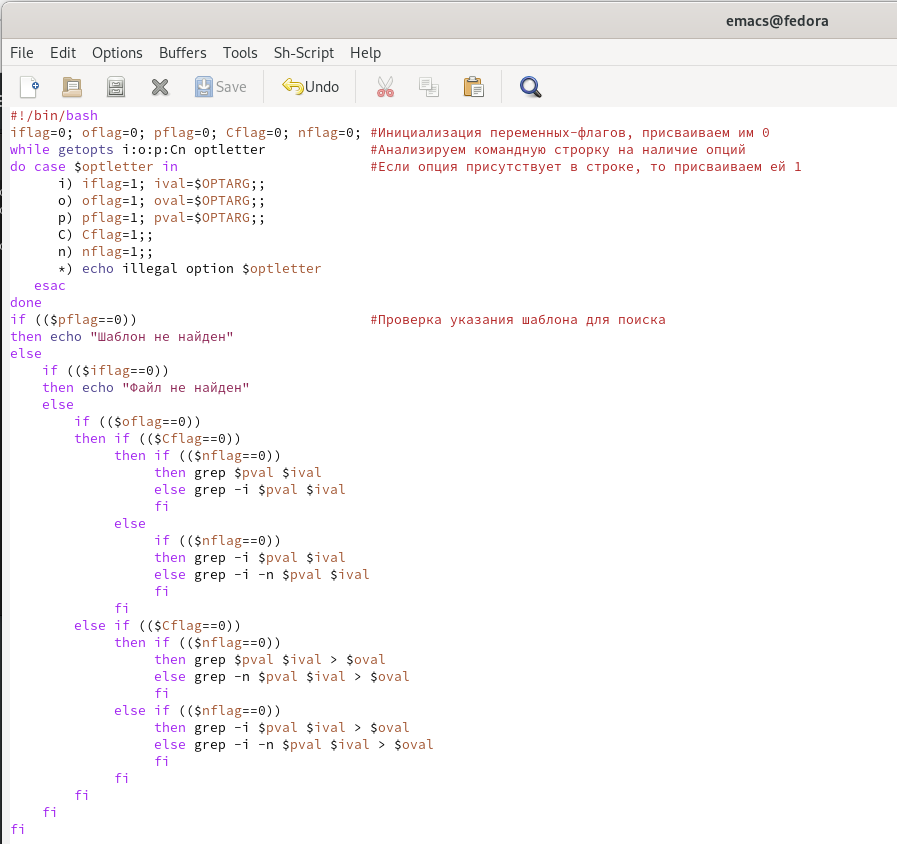 emacs@fedora
File Edit Options Buffers Tools Sh-Script Help
Save Undo
#!/bin/bash
iflag=0; oflag=0; pflag=0; Cflag=0; nflag=0; #Инициализация переменных-флагов, присваиваем им 0
while getopts i:o:p:Cn optletter #Анализируем командную строрку на наличие опций
do case $optletter in #Если опция присутствует в строке, то присваиваем ей 1
i) iflag=1; ival=$OPTARG;;
o) oflag=1; oval=$OPTARG;;
p) pflag=1; pval=$OPTARG;;
C) Cflag=1;;
n) nflag=1;;
*) echo illegal option $optletter
esac
done
if (($pflag==0)) #Проверка указания шаблона для поиска
then echo "Шаблон не найден"
else
if (($iflag==0))
then echo "Файл не найден"
else
if (($oflag==0))
then if (($Cflag==0))
then if (($nflag==0))
then grep $pval $ival
else grep -i $pval $ival
fi
else
if (($nflag==0))
then grep -i $pval $ival
else grep -i -n $pval $ival
fi
fi
else if (($Cflag==0))
then if (($nflag==0))
then grep $pval $ival > $oval
else grep -n $pval $ival > $oval
fi
else if (($nflag==0))
then grep -i $pval $ival > $oval
else grep -i -n $pval $ival > $oval
fi
fi
fi
fi
fi